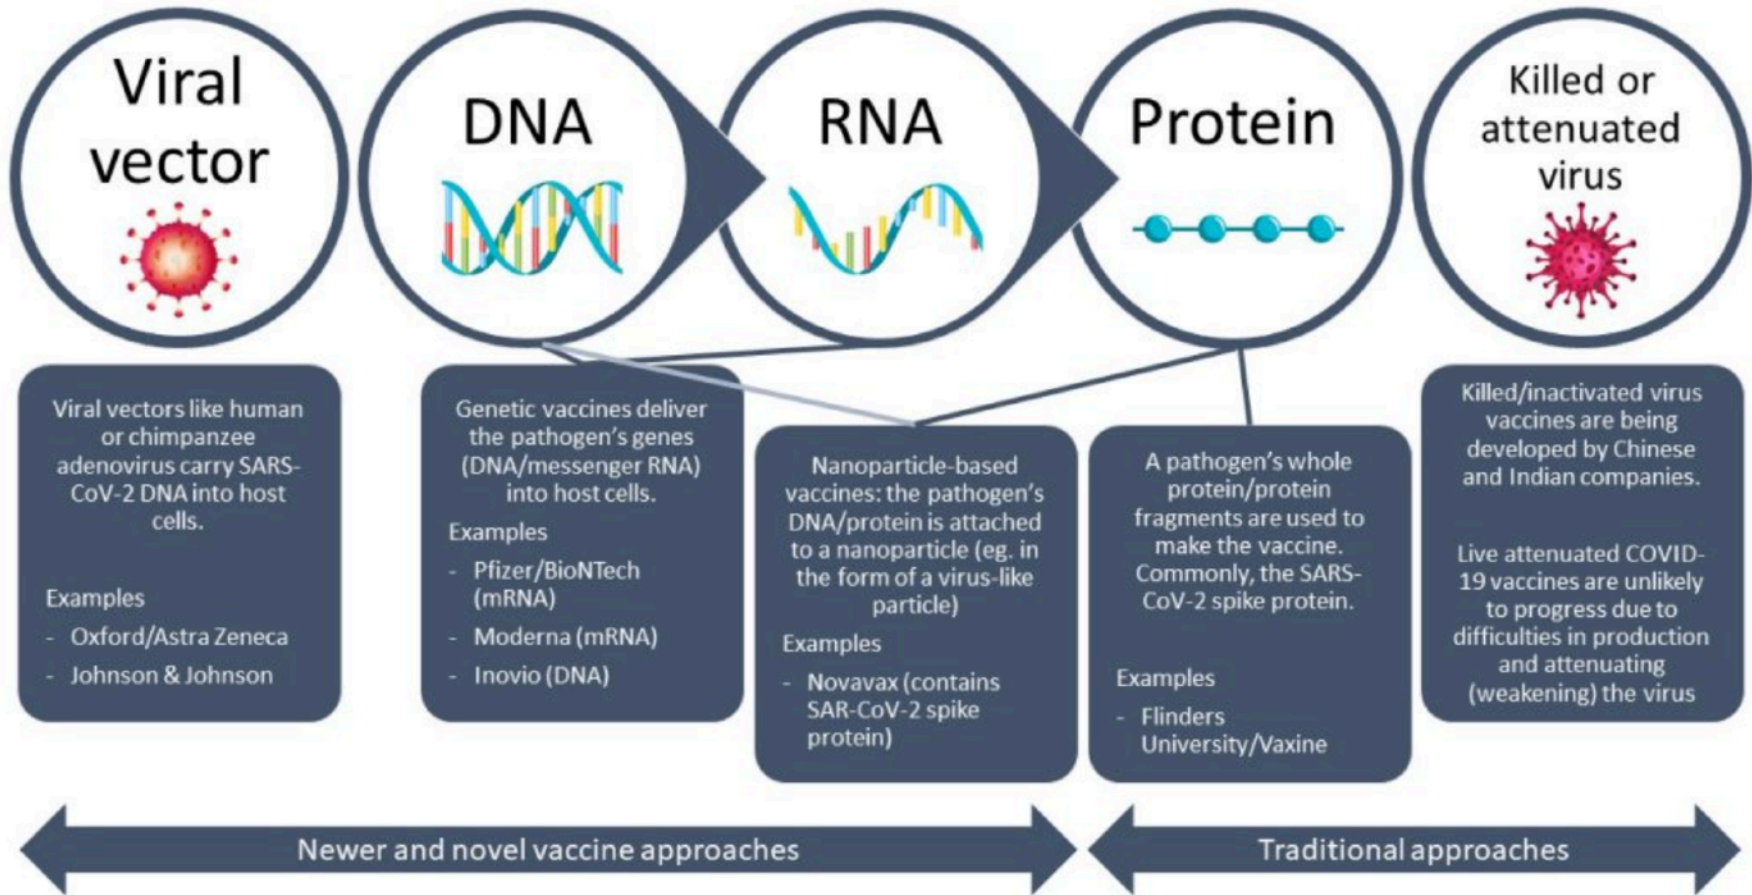 Viral
vector
DNA
RNA
Protein
Killed or
attenuated
virus
Viral vectors like human
or chimpanzee
adenovirus carry SARS-
CoV-2 DNA into host
cells.
Examples
- Oxford/Astra Zeneca
- Johnson & Johnson
Genetic vaccines deliver
the pathogen's genes
(DNA/messenger RNA)
into host cells.
Examples
- Pfizer/BioNTech
(mRNA)
- Moderna (mRNA)
- Inovio (DNA)
Nanoparticle-based
vaccines: the pathogen's
DNA/protein is attached
to a nanoparticle (eg. in
the form of a virus-like
particle)
Examples
- Novavax (contains
SAR-CoV-2 spike
protein)
A pathogen's whole
protein/protein
fragments are used to
make the vaccine.
Commonly, the SARS-
CoV-2 spike protein.
Examples
- Flinders
University/Vaxine
Killed/inactivated virus
vaccines are being
developed by Chinese
and Indian companies.
Live attenuated COVID-
19 vaccines are unlikely
to progress due to
difficulties in production
and attenuating
(weakening) the virus
Newer and novel vaccine approaches
Traditional approaches